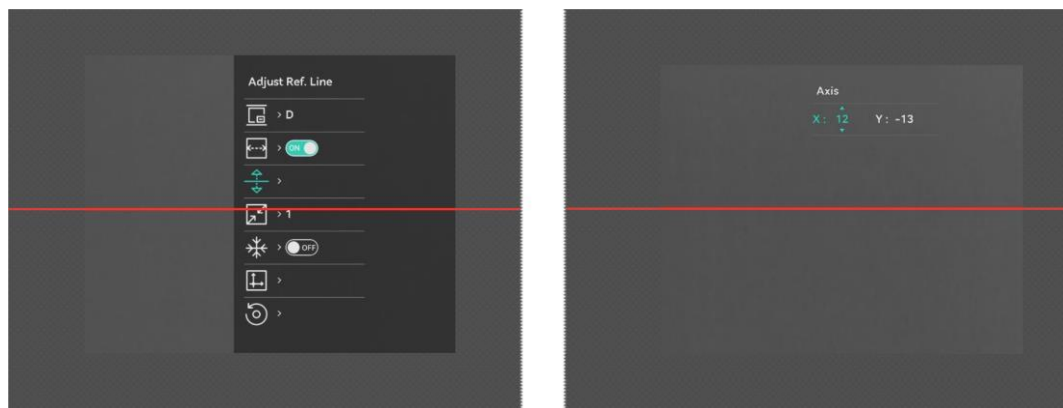 Adjust Ref. Line
> D
> ON
>
> 1
> OFF
>
>
Axis
X: 12 Y: -13